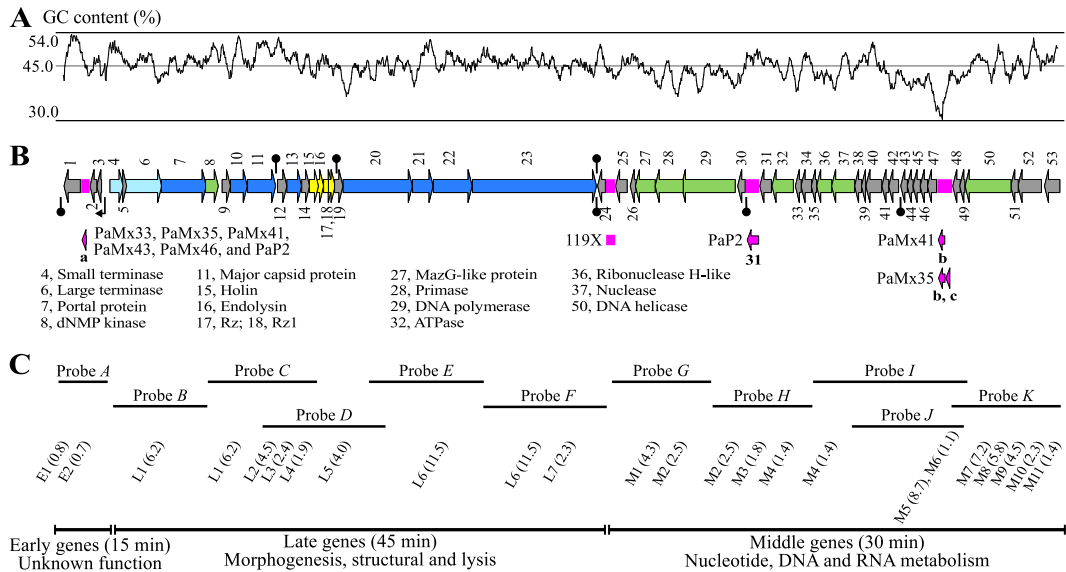 A GC content (%)
54.0
45.0
30.0
B
1 3 4 6 7 8 10 11 13 15 16 20 21 22 23 25 27 28 29 30 31 32 34 36 37 38 40 42 43 45 47 48 50 52 53
2 5 9 12 14 17,18 19 24 26 33 35 39 41 44 46 49 51
PaMx33, PaMx35, PaMx41,
PaMx43, PaMx46, and PaP2
a
119X
PaP2
31
PaMx41
b
PaMx35
b, c
4, Small terminase
6, Large terminase
7, Portal protein
8, dNMP kinase
11, Major capsid protein
15, Holin
16, Endolysin
17, Rz; 18, Rz1
27, MazG-like protein
28, Primase
29, DNA polymerase
32, ATPase
36, Ribonuclease H-like
37, Nuclease
50, DNA helicase
C
Probe A
Probe C
Probe E
Probe G
Probe I
Probe B
Probe F
Probe H
Probe K
Probe D
Probe J
E1 (0.8)
E2 (0.7)
L1 (6.2)
L1 (6.2)
L2 (4.5)
L3 (2.4)
L4 (1.9)
L5 (4.0)
L6 (11.5)
L6 (11.5)
L7 (2.3)
M1 (4.3)
M2 (2.5)
M2 (2.5)
M3 (1.8)
M4 (1.4)
M4 (1.4)
M5 (8.7), M6 (1.1)
M7 (7.2)
M8 (5.8)
M9 (4.5)
M10 (2.3)
M11 (1.4)
Early genes (15 min)
Unknown function
Late genes (45 min)
Morphogenesis, structural and lysis
Middle genes (30 min)
Nucleotide, DNA and RNA metabolism